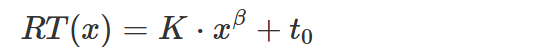 RT(x) = K · x^β + t₀